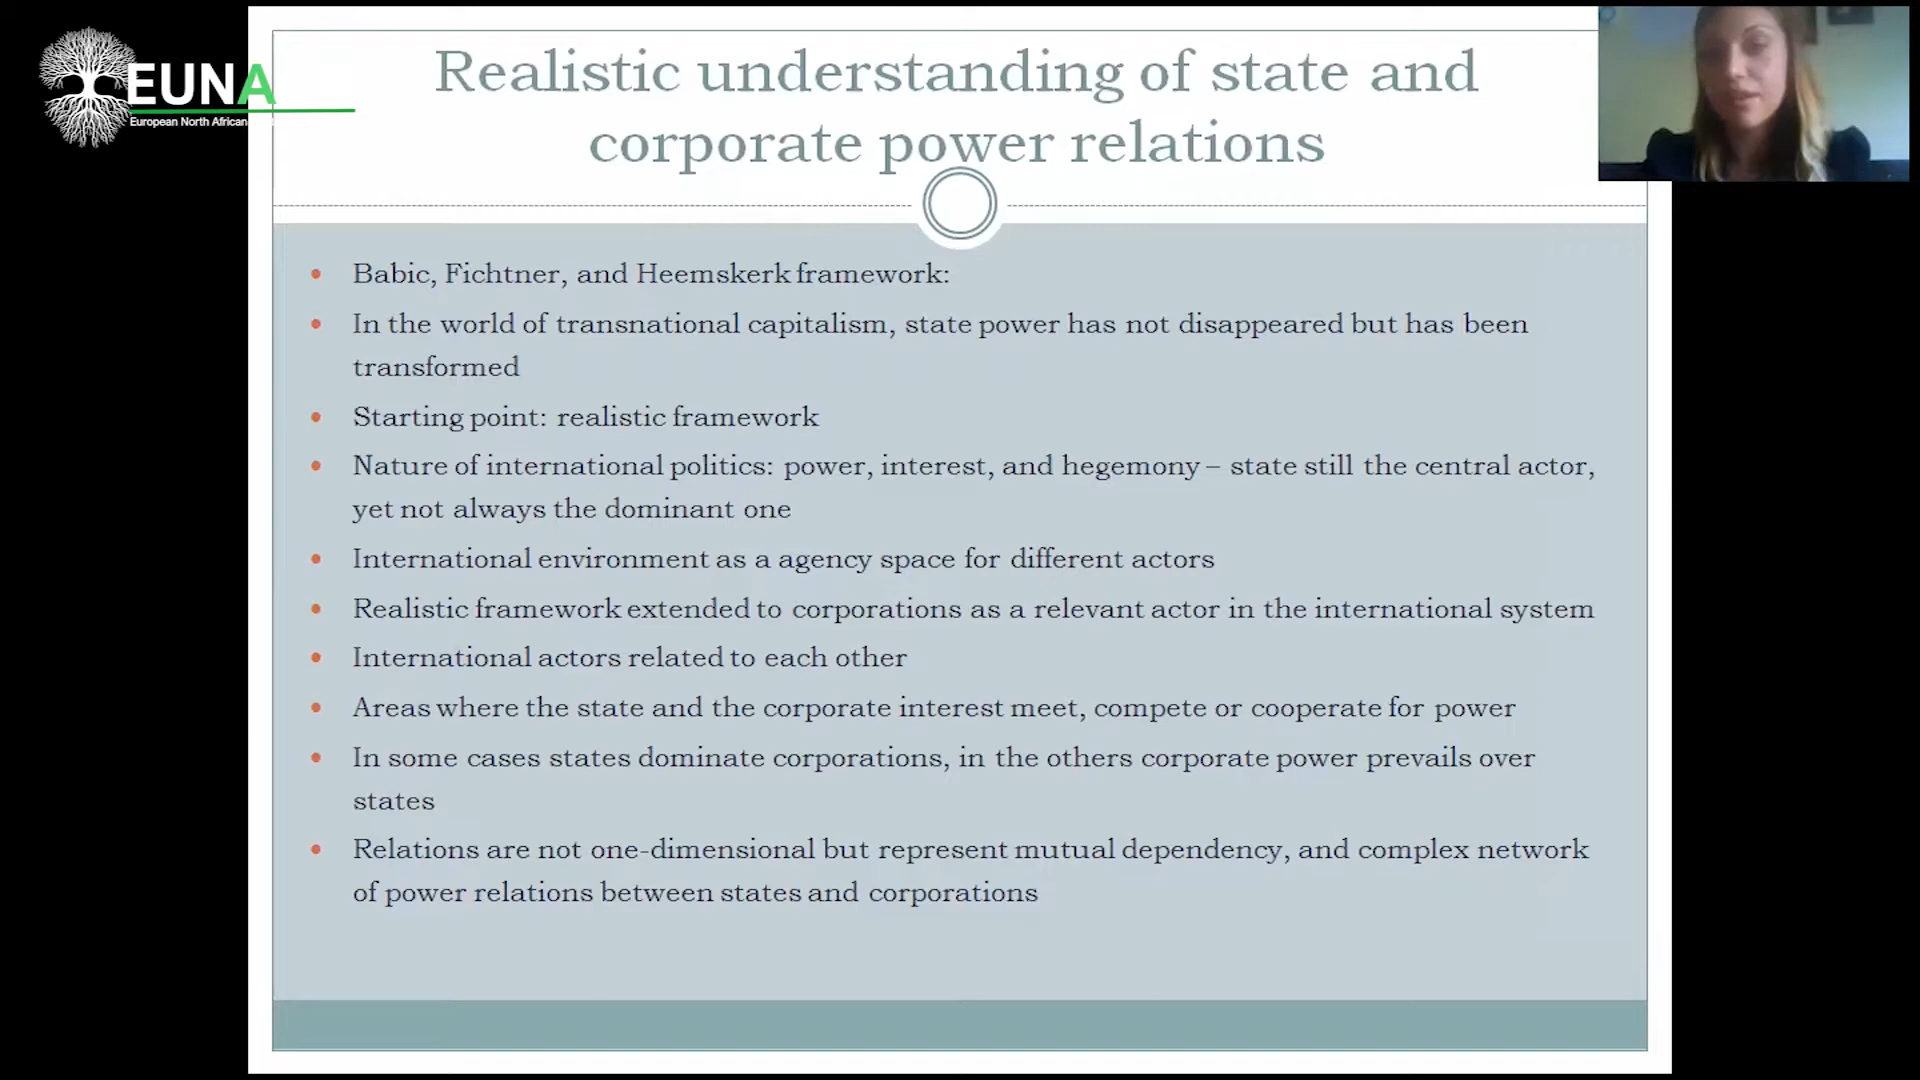 EUNA
European North African
Realistic understanding of state and
corporate power relations
• Babic, Fichtner, and Heemskerk framework:
• In the world of transnational capitalism, state power has not disappeared but has been
transformed
• Starting point: realistic framework
• Nature of international politics: power, interest, and hegemony – state still the central actor,
yet not always the dominant one
• International environment as a agency space for different actors
• Realistic framework extended to corporations as a relevant actor in the international system
• International actors related to each other
• Areas where the state and the corporate interest meet, compete or cooperate for power
• In some cases states dominate corporations, in the others corporate power prevails over
states
• Relations are not one-dimensional but represent mutual dependency, and complex network
of power relations between states and corporations